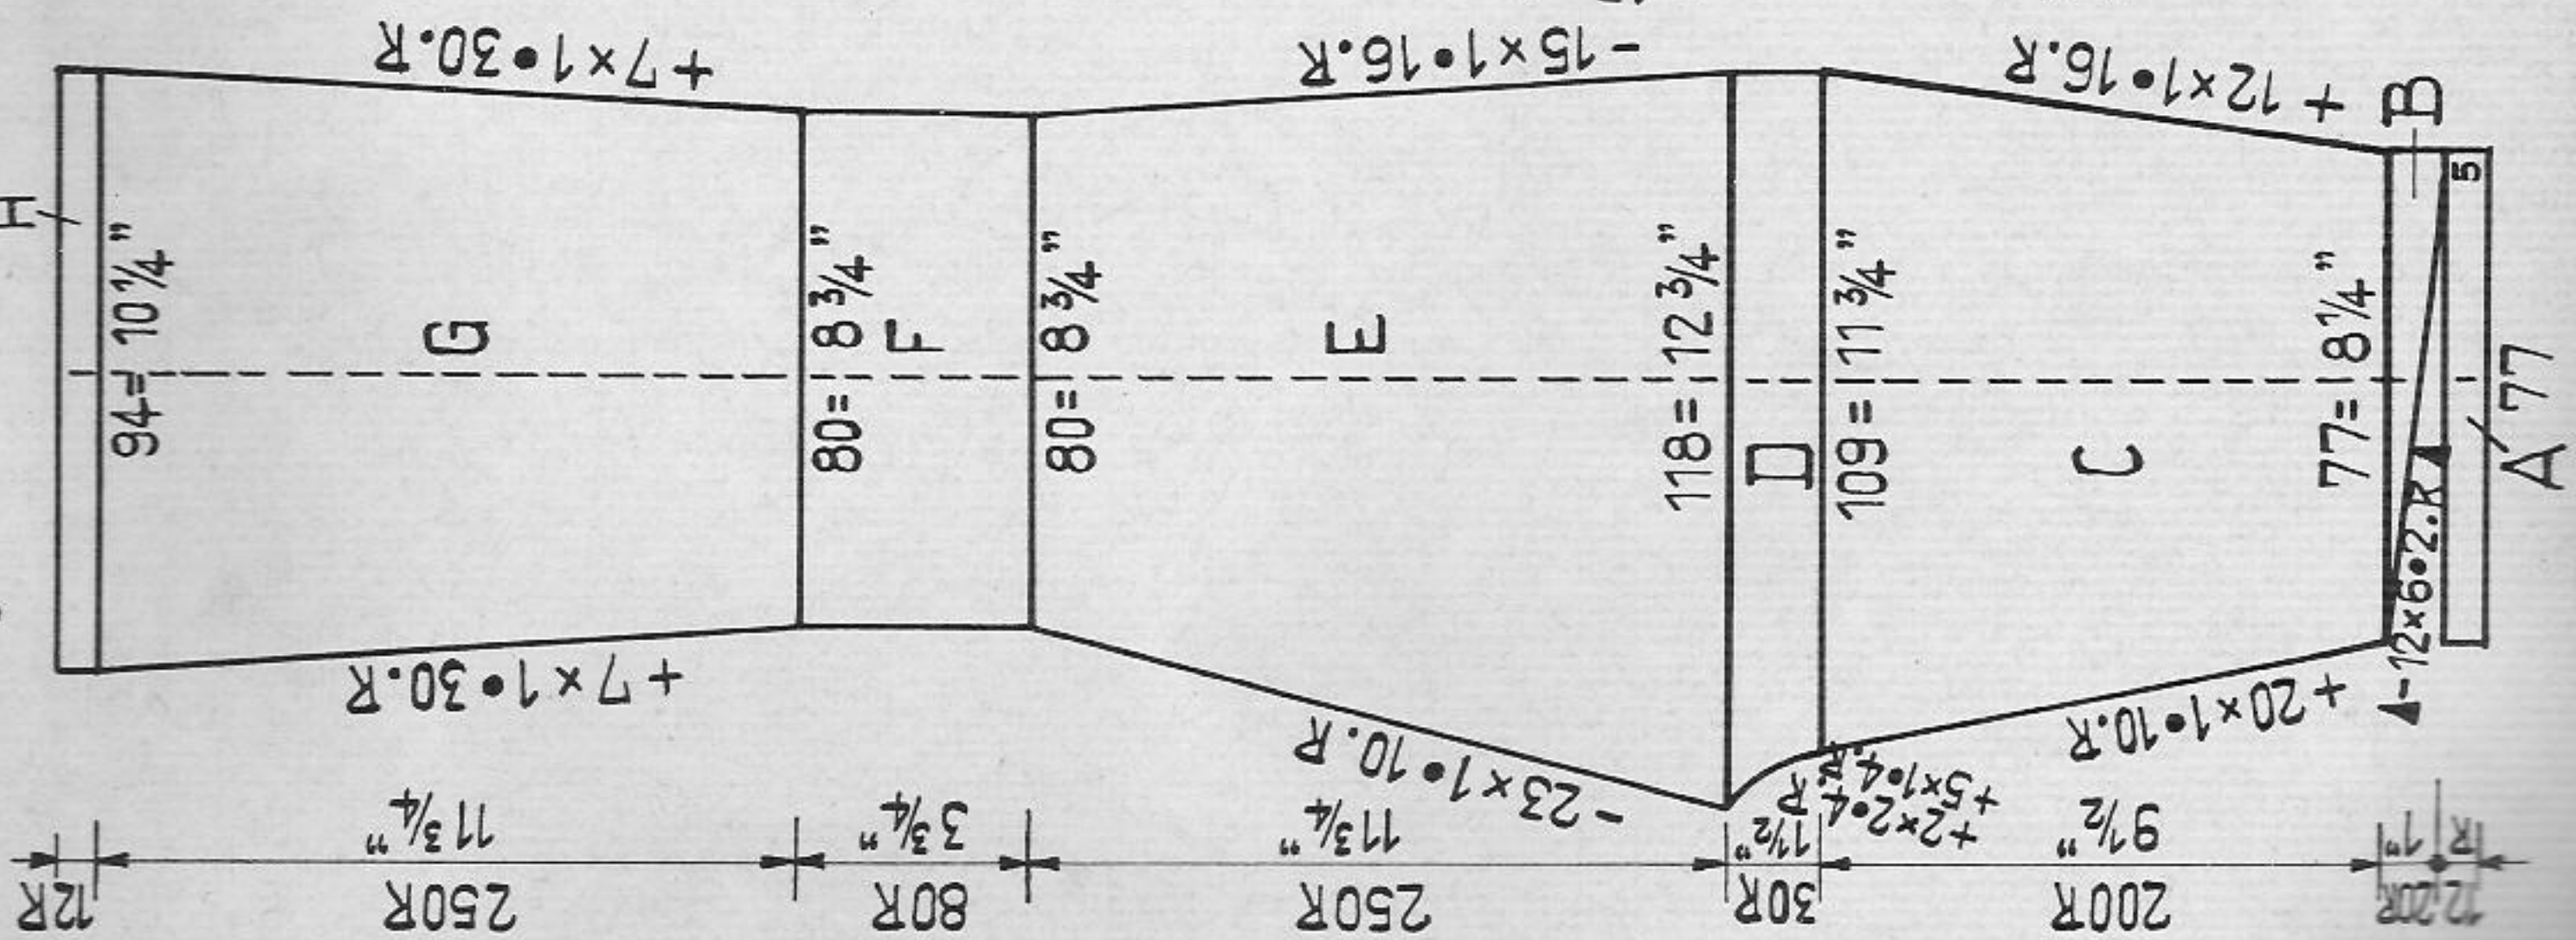 H
94= 10¼"
G
+7×1•30.R
+7×1•30.R
80= 8¾"
F
80= 8¾"
E
-15×1•16.R
-23×1•10.R
118= 12¾"
D
109= 11¾"
+2×2•4.R
+5×1•4.R
C
+12×1•16.R
+20×1•10.R
77= 8¼"
B
-12×6•2.R
5
A 77
12R
250R
11¾"
80R
3¾"
250R
11¾"
30R
1½"
200R
9½"
20R
1"
12
R